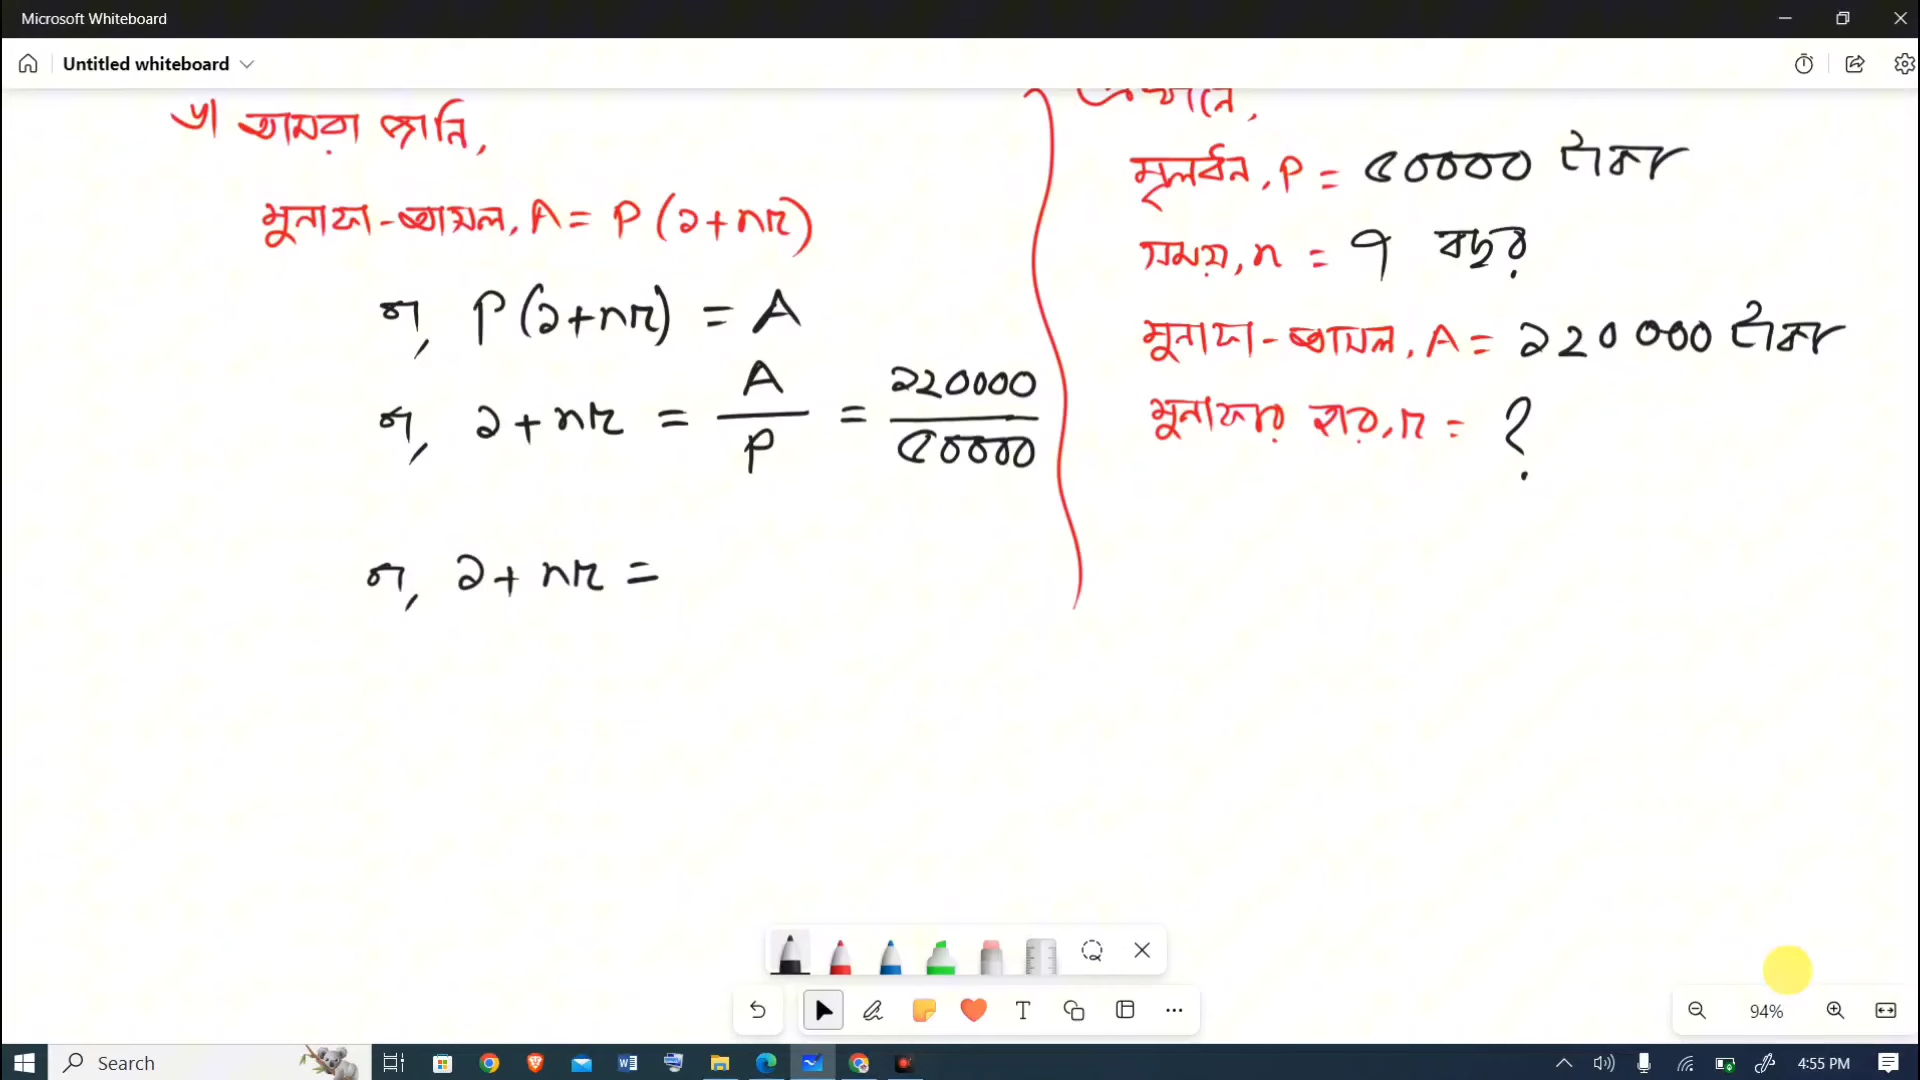 Microsoft Whiteboard
Untitled whiteboard
৬। আমরা জানি,
মুনাফা-আসল, A = P (১+nr)
বা, P (১+nr) = A
বা, ১+nr = A/P = ১২০০০০/৫০০০০
বা, ১+nr =
এখানে,
মূলধন, P = ৫০০০০ টাকা
সময়, n = ৭ বছর
মুনাফা-আসল, A = ১২০০০০ টাকা
মুনাফার হার, r = ?
94%
Search
4:55 PM